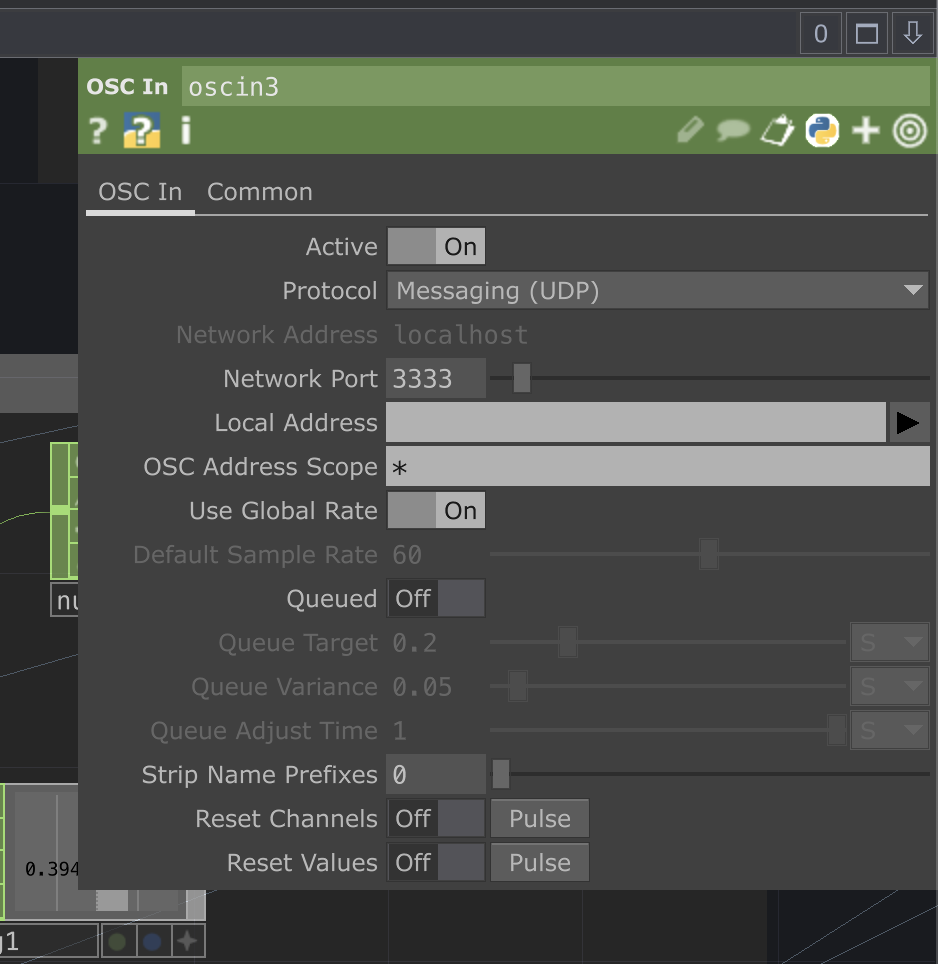 0
OSC In oscin3
? ? i
OSC In Common
Active On
Protocol Messaging (UDP)
Network Address localhost
Network Port 3333
Local Address
OSC Address Scope *
Use Global Rate On
Default Sample Rate 60
Queued Off
nu
Queue Target 0.2 S
Queue Variance 0.05 S
Queue Adjust Time 1 S
Strip Name Prefixes 0
Reset Channels Off Pulse
Reset Values Off Pulse
0.394
1